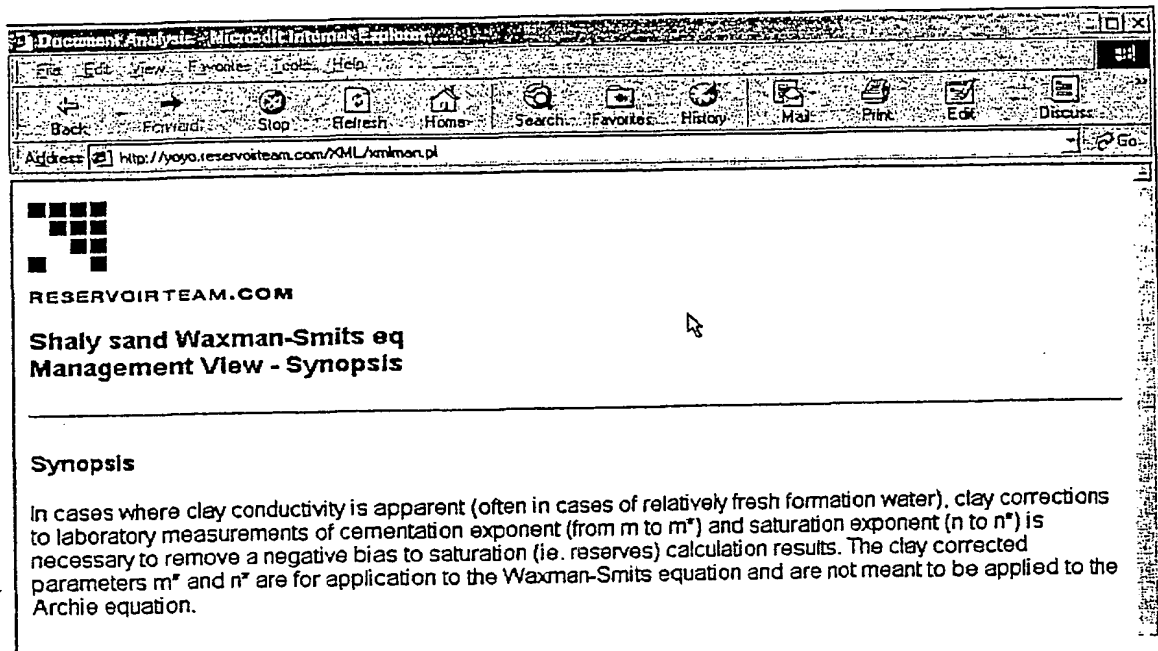 Document Analysis - Microsoft Internet Explorer
File Edit View Favorites Tools Help
Back Forward Stop Refresh Home Search Favorites History Mail Print Edit Discuss »
Address http://yoyo.reservoirteam.com/XML/xmlman.pl Go
RESERVOIRTEAM.COM
Shaly sand Waxman-Smits eq
Management View - Synopsis
Synopsis
In cases where clay conductivity is apparent (often in cases of relatively fresh formation water), clay corrections
to laboratory measurements of cementation exponent (from m to m*) and saturation exponent (n to n*) is
necessary to remove a negative bias to saturation (ie. reserves) calculation results. The clay corrected
parameters m* and n* are for application to the Waxman-Smits equation and are not meant to be applied to the
Archie equation.